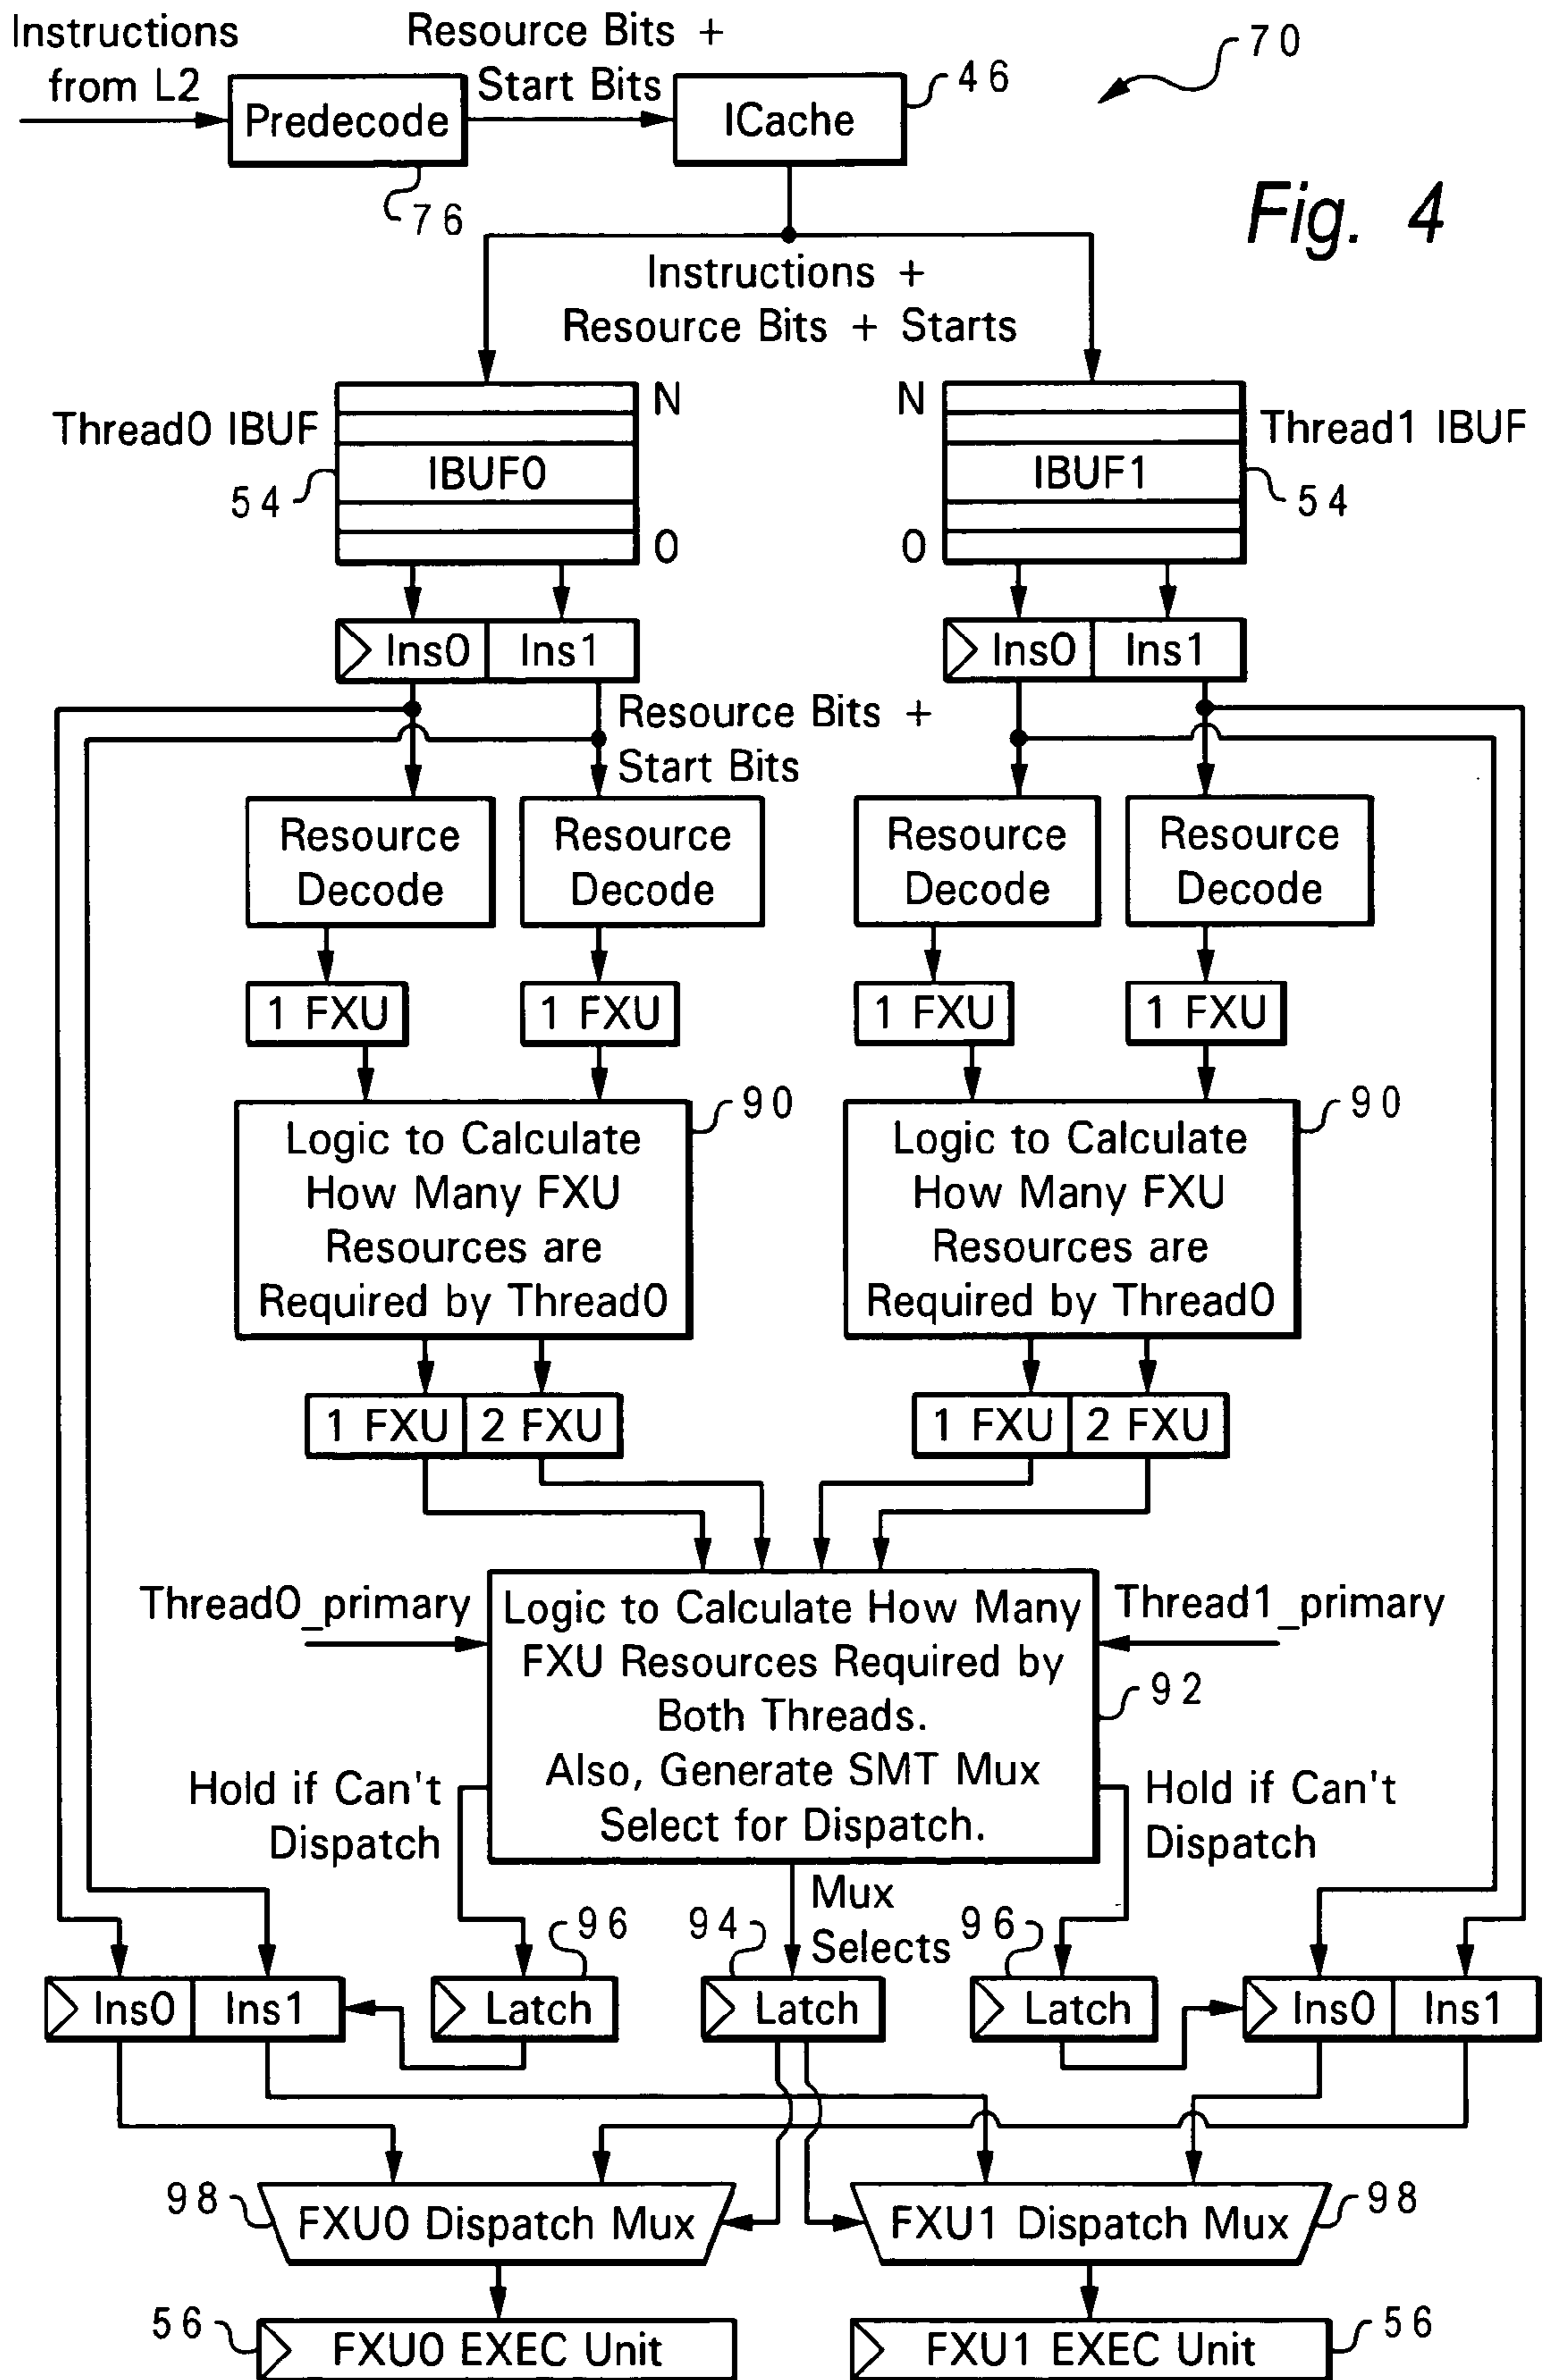 Instructions
from L2
Resource Bits +
Start Bits
Predecode
76
ICache
46
70
Fig. 4
Instructions +
Resource Bits + Starts
Thread0 IBUF
54
IBUF0
N
0
N
0
IBUF1
Thread1 IBUF
54
Ins0
Ins1
Ins0
Ins1
Resource Bits +
Start Bits
Resource
Decode
Resource
Decode
Resource
Decode
Resource
Decode
1 FXU
1 FXU
1 FXU
1 FXU
90
90
Logic to Calculate
How Many FXU
Resources are
Required by Thread0
Logic to Calculate
How Many FXU
Resources are
Required by Thread0
1 FXU
2 FXU
1 FXU
2 FXU
Thread0_primary
Thread1_primary
Logic to Calculate How Many
FXU Resources Required by
Both Threads.
Also, Generate SMT Mux
Select for Dispatch.
92
Hold if Can't
Dispatch
Hold if Can't
Dispatch
Mux
Selects
96
94
96
Ins0
Ins1
Latch
Latch
Latch
Ins0
Ins1
98
FXU0 Dispatch Mux
FXU1 Dispatch Mux
98
56
FXU0 EXEC Unit
FXU1 EXEC Unit
56